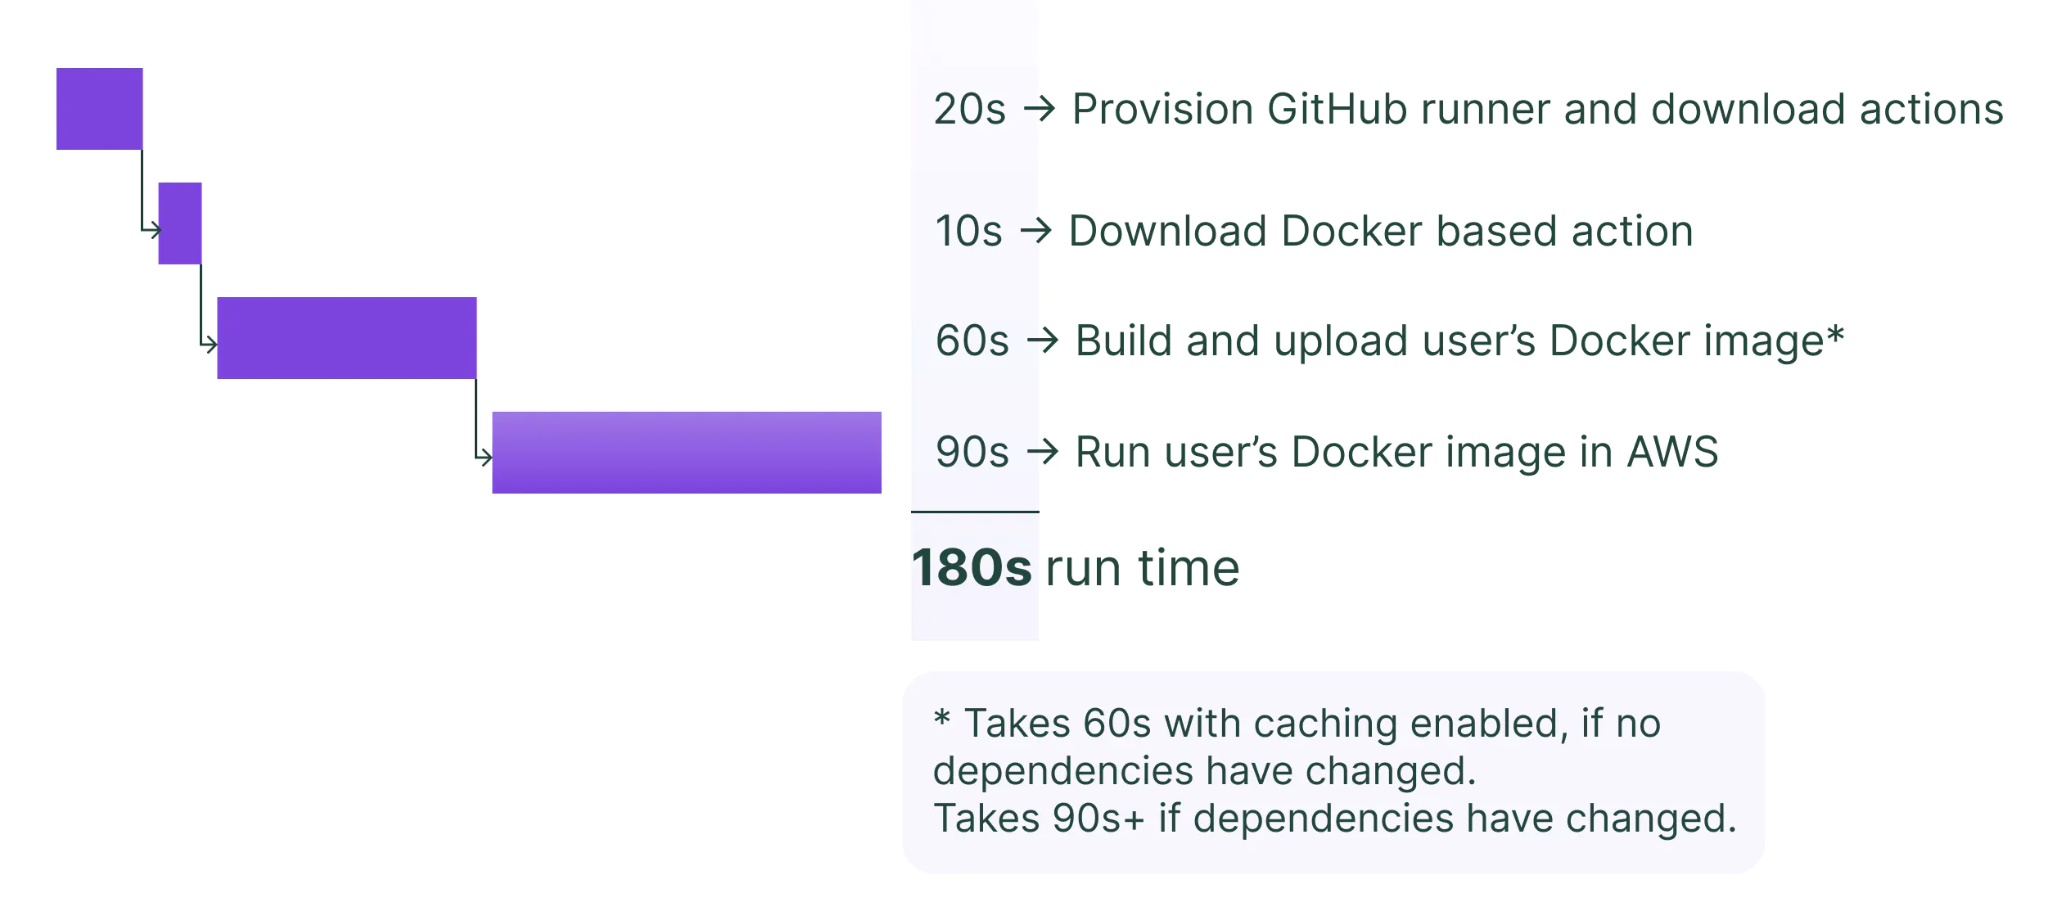 20s → Provision GitHub runner and download actions
10s → Download Docker based action
60s → Build and upload user’s Docker image*
90s → Run user’s Docker image in AWS
180s run time
* Takes 60s with caching enabled, if no
dependencies have changed.
Takes 90s+ if dependencies have changed.